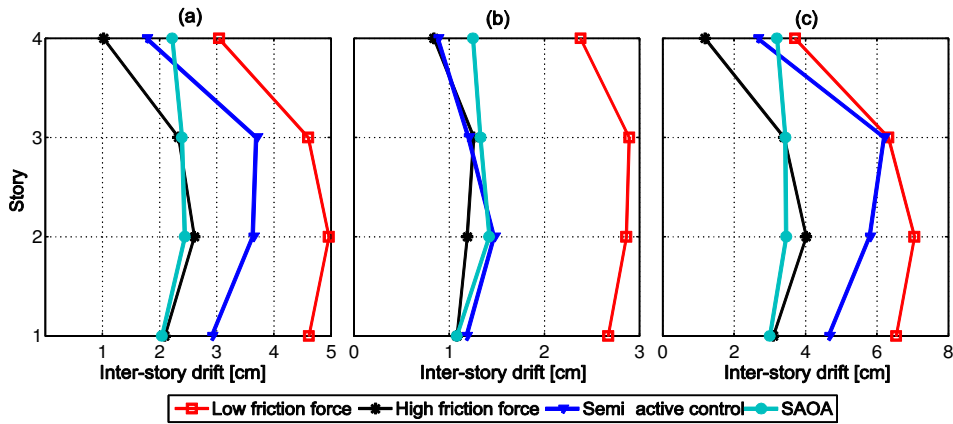 (a) (b) (c)
Story
4
3
2
1
1 2 3 4 5
Inter-story drift [cm]
0 1 2 3
Inter-story drift [cm]
0 2 4 6 8
Inter-story drift [cm]
Low friction force High friction force Semi active control SAOA